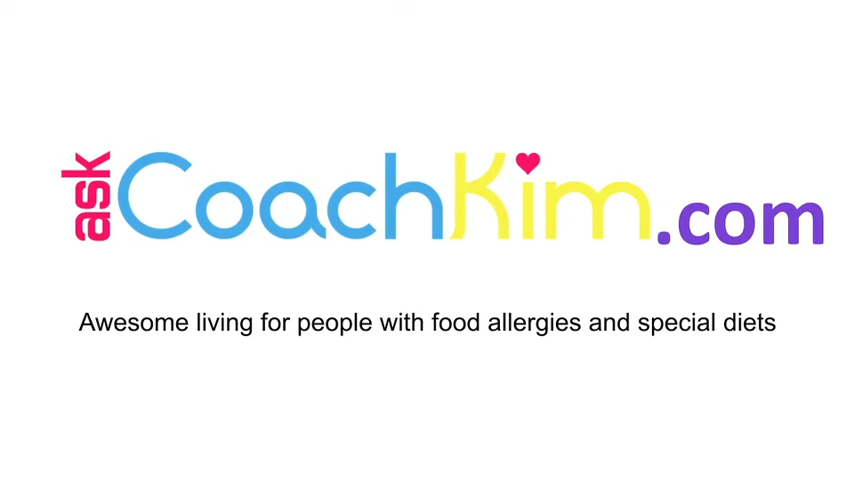 askCoachKim.com
Awesome living for people with food allergies and special diets